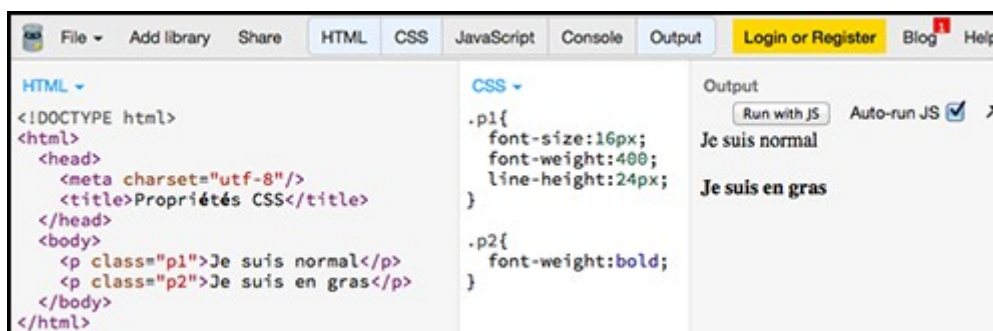 File Add library Share HTML CSS JavaScript Console Output Login or Register Blog 1 Help
HTML
<!DOCTYPE html>
<html>
<head>
<meta charset="utf-8"/>
<title>Propriétés CSS</title>
</head>
<body>
<p class="p1">Je suis normal</p>
<p class="p2">Je suis en gras</p>
</body>
</html>
CSS
.p1{
font-size:16px;
font-weight:400;
line-height:24px;
}
.p2{
font-weight:bold;
}
Output
Run with JS Auto-run JS
Je suis normal
Je suis en gras